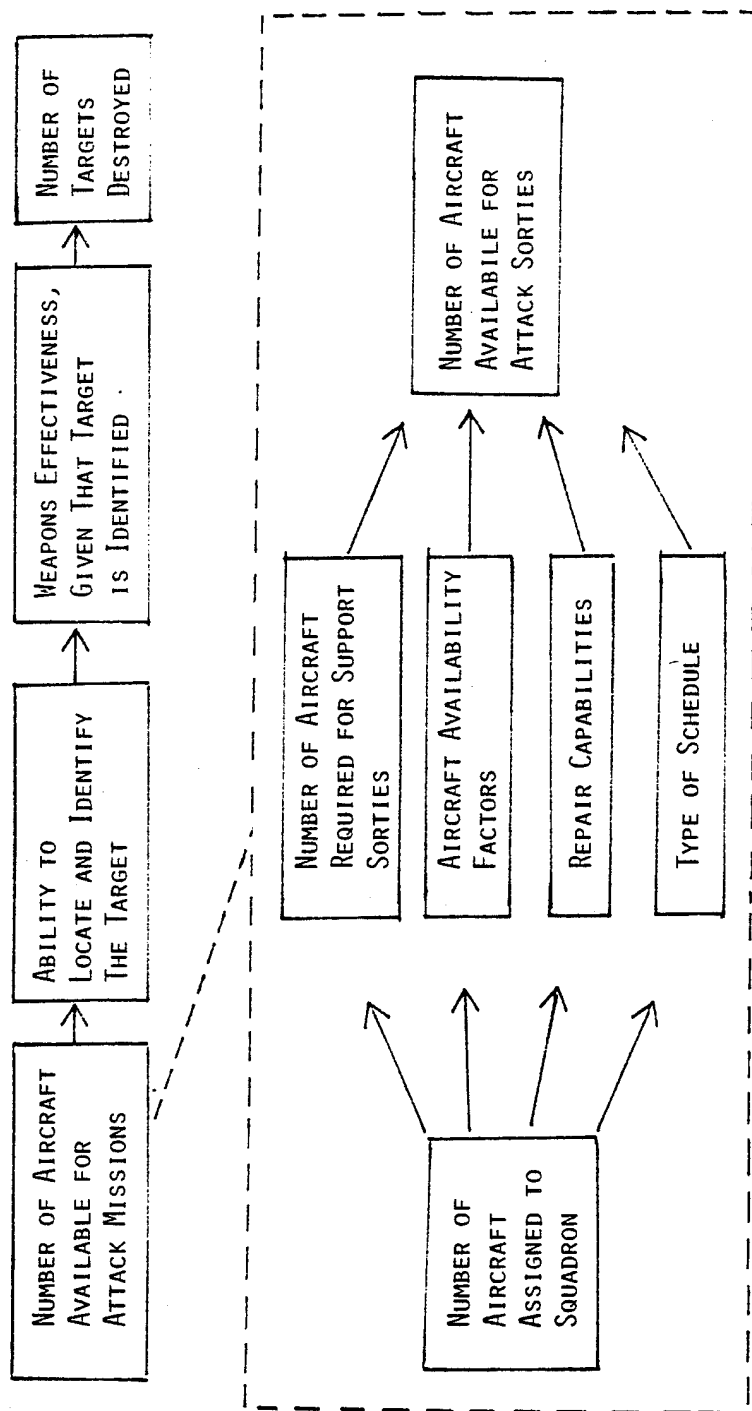 NUMBER OF AIRCRAFT
AVAILABLE FOR
ATTACK MISSIONS
ABILITY TO
LOCATE AND IDENTIFY
THE TARGET
WEAPONS EFFECTIVENESS,
GIVEN THAT TARGET
IS IDENTIFIED .
NUMBER OF
TARGETS
DESTROYED
NUMBER OF
AIRCRAFT
ASSIGNED TO
SQUADRON
NUMBER OF AIRCRAFT
REQUIRED FOR SUPPORT
SORTIES
AIRCRAFT AVAILABILITY
FACTORS
REPAIR CAPABILITIES
TYPE OF SCHEDULE
NUMBER OF AIRCRAFT
AVAILABILE FOR
ATTACK SORTIES